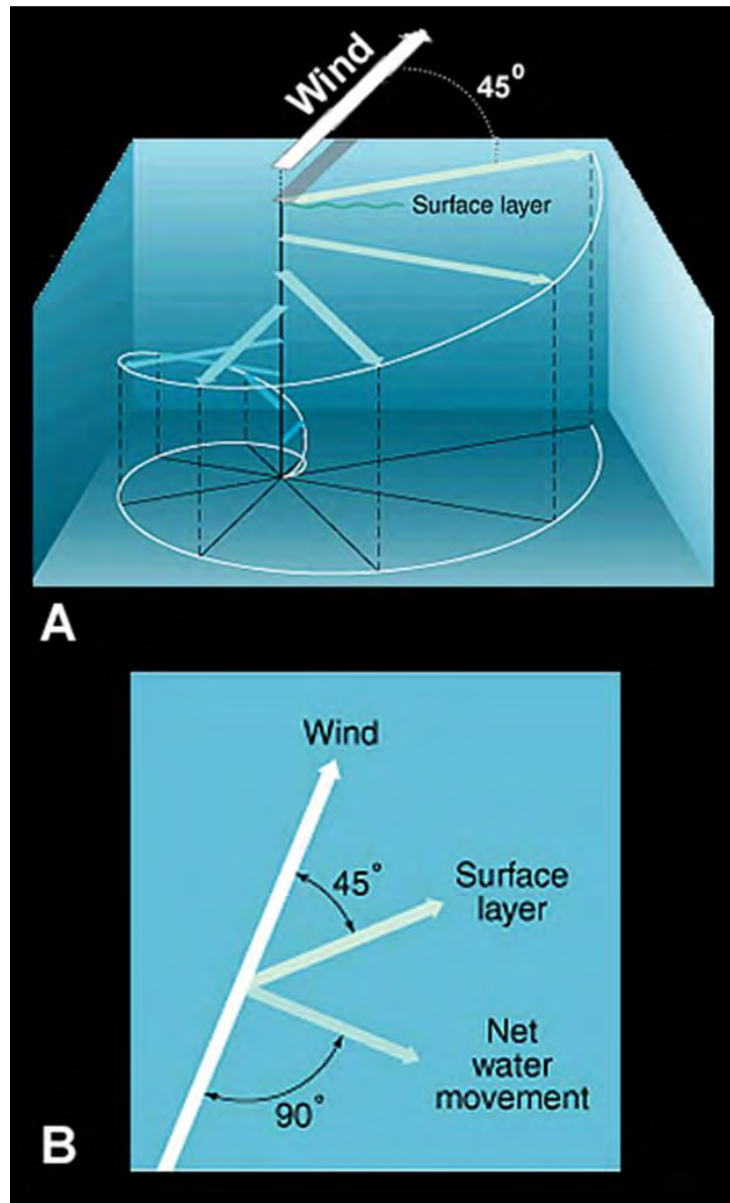 Wind
45°
Surface layer
A
Wind
45°
Surface
layer
Net
water
movement
90°
B